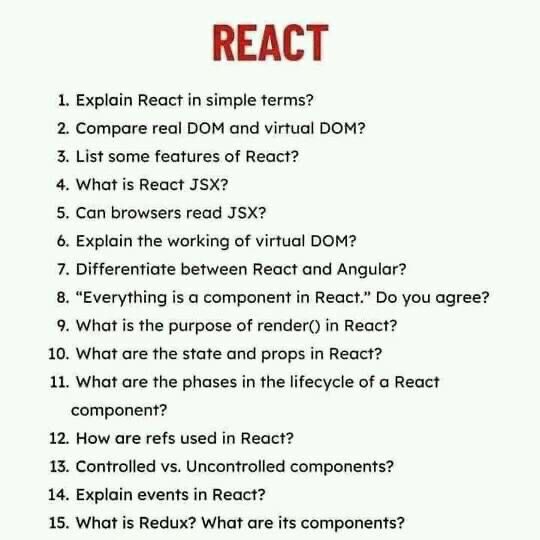 REACT
1. Explain React in simple terms?
2. Compare real DOM and virtual DOM?
3. List some features of React?
4. What is React JSX?
5. Can browsers read JSX?
6. Explain the working of virtual DOM?
7. Differentiate between React and Angular?
8. “Everything is a component in React.” Do you agree?
9. What is the purpose of render() in React?
10. What are the state and props in React?
11. What are the phases in the lifecycle of a React
component?
12. How are refs used in React?
13. Controlled vs. Uncontrolled components?
14. Explain events in React?
15. What is Redux? What are its components?